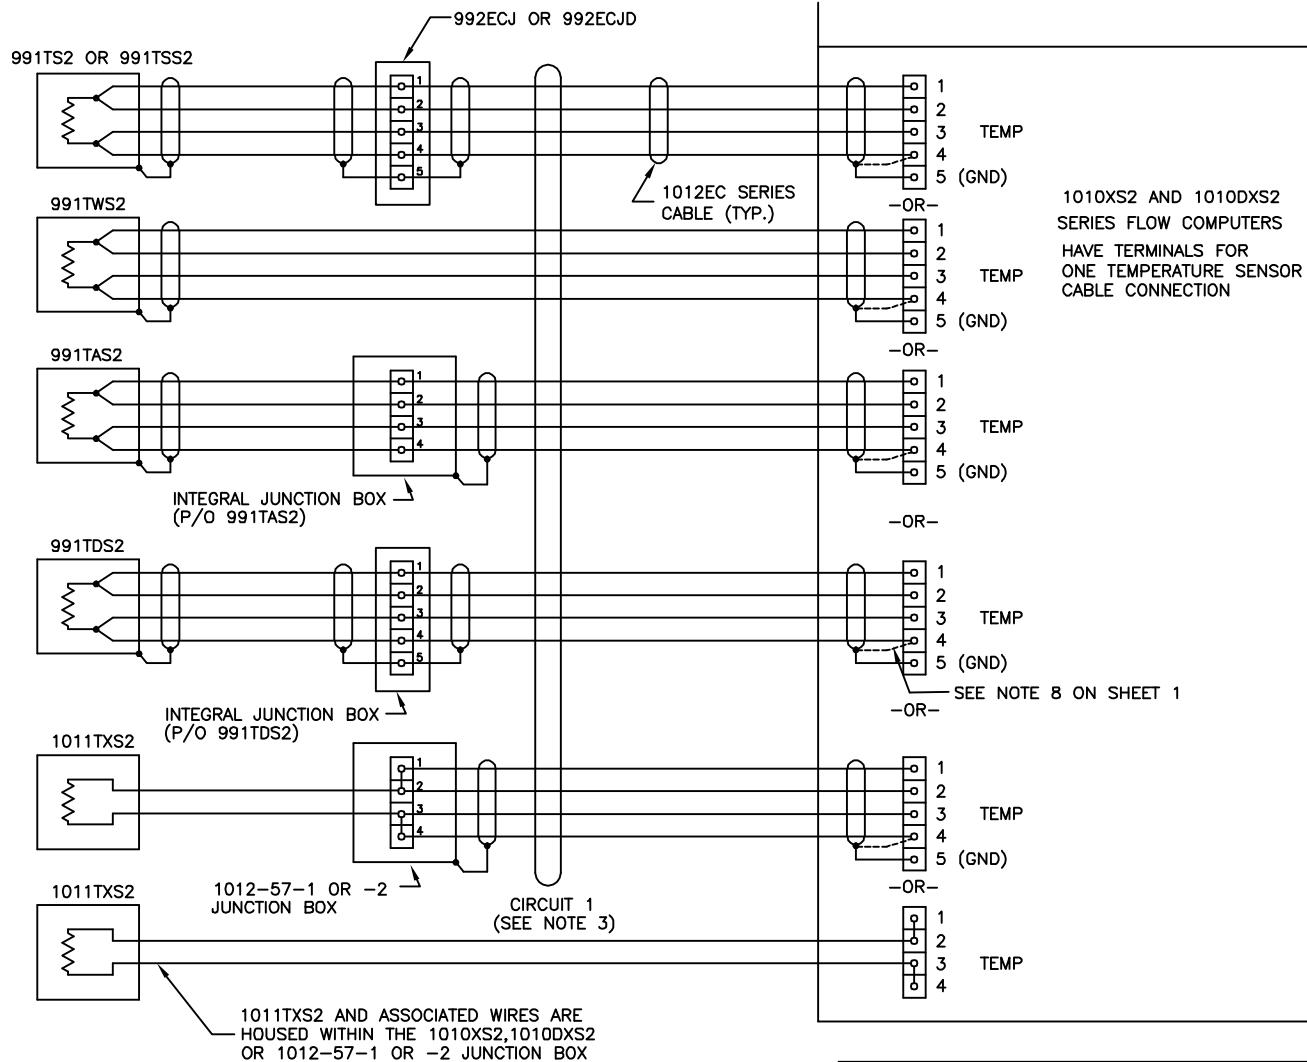 992ECJ OR 992ECJD
991TS2 OR 991TSS2
1
2
3
4
5
1
2
3 TEMP
4
5 (GND)
1012EC SERIES
CABLE (TYP.)
-OR-
1010XS2 AND 1010DXS2
SERIES FLOW COMPUTERS
HAVE TERMINALS FOR
ONE TEMPERATURE SENSOR
CABLE CONNECTION
991TWS2
1
2
3 TEMP
4
5 (GND)
-OR-
991TAS2
1
2
3
4
1
2
3 TEMP
4
5 (GND)
INTEGRAL JUNCTION BOX
(P/O 991TAS2)
-OR-
991TDS2
1
2
3
4
5
1
2
3 TEMP
4
5 (GND)
SEE NOTE 8 ON SHEET 1
-OR-
INTEGRAL JUNCTION BOX
(P/O 991TDS2)
1011TXS2
1
2
3
4
1
2
3 TEMP
4
5 (GND)
-OR-
1012-57-1 OR -2
JUNCTION BOX
CIRCUIT 1
(SEE NOTE 3)
1011TXS2
1
2
3 TEMP
4
1011TXS2 AND ASSOCIATED WIRES ARE
HOUSED WITHIN THE 1010XS2,1010DXS2
OR 1012-57-1 OR -2 JUNCTION BOX